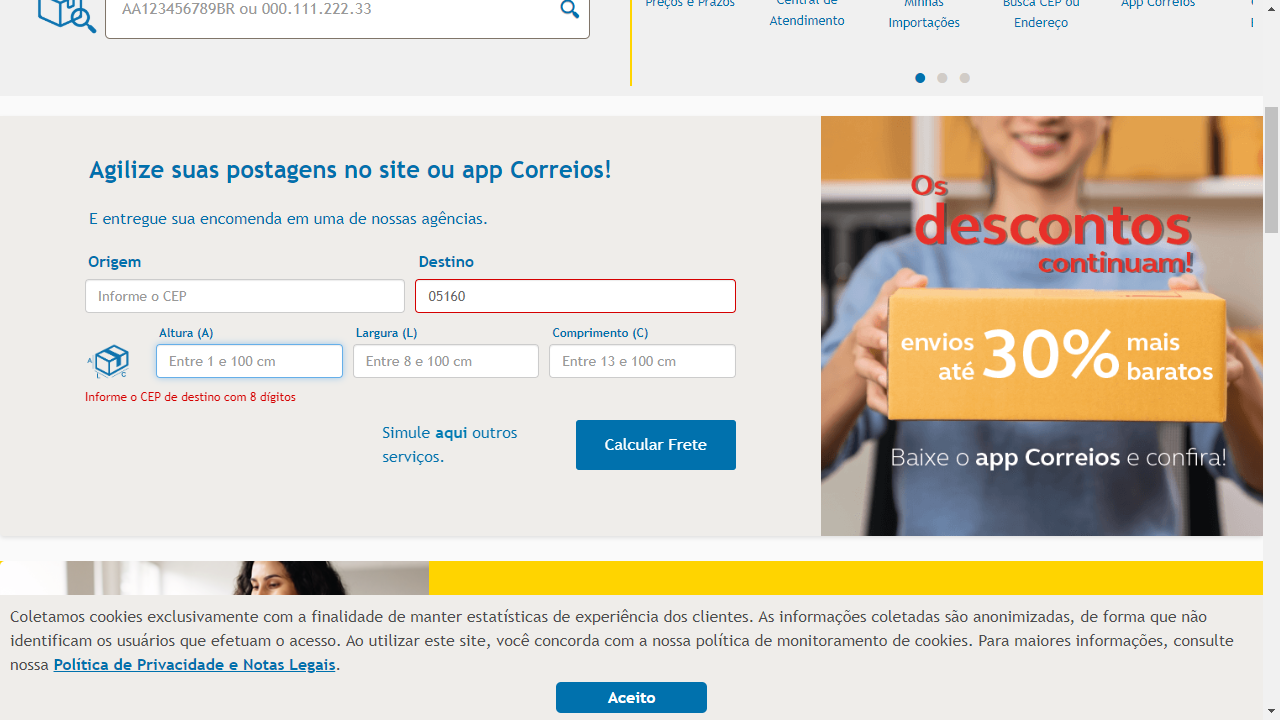 AA123456789BR ou 000.111.222.33
Preços e Prazos
Central de
Atendimento
Minhas
Importações
Busca CEP ou
Endereço
App Correios
Agilize suas postagens no site ou app Correios!
E entregue sua encomenda em uma de nossas agências.
Origem
Destino
Informe o CEP
05160
Altura (A)
Largura (L)
Comprimento (C)
A
L
C
Entre 1 e 100 cm
Entre 8 e 100 cm
Entre 13 e 100 cm
Informe o CEP de destino com 8 dígitos
Simule aqui outros
serviços.
Calcular Frete
Os
descontos
continuam!
envios
até
30%
mais
baratos
Baixe o app Correios e confira!
Coletamos cookies exclusivamente com a finalidade de manter estatísticas de experiência dos clientes. As informações coletadas são anonimizadas, de forma que não
identificam os usuários que efetuam o acesso. Ao utilizar este site, você concorda com a nossa política de monitoramento de cookies. Para maiores informações, consulte
nossa Política de Privacidade e Notas Legais.
Aceito